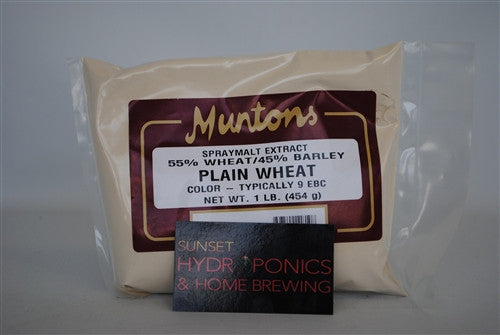 Muntons
SPRAYMALT EXTRACT
55% WHEAT/45% BARLEY
PLAIN WHEAT
COLOR – TYPICALLY 9 EBC
NET WT. 1 LB. (454 g)
SUNSET
HYDROPONICS
& HOME BREWING